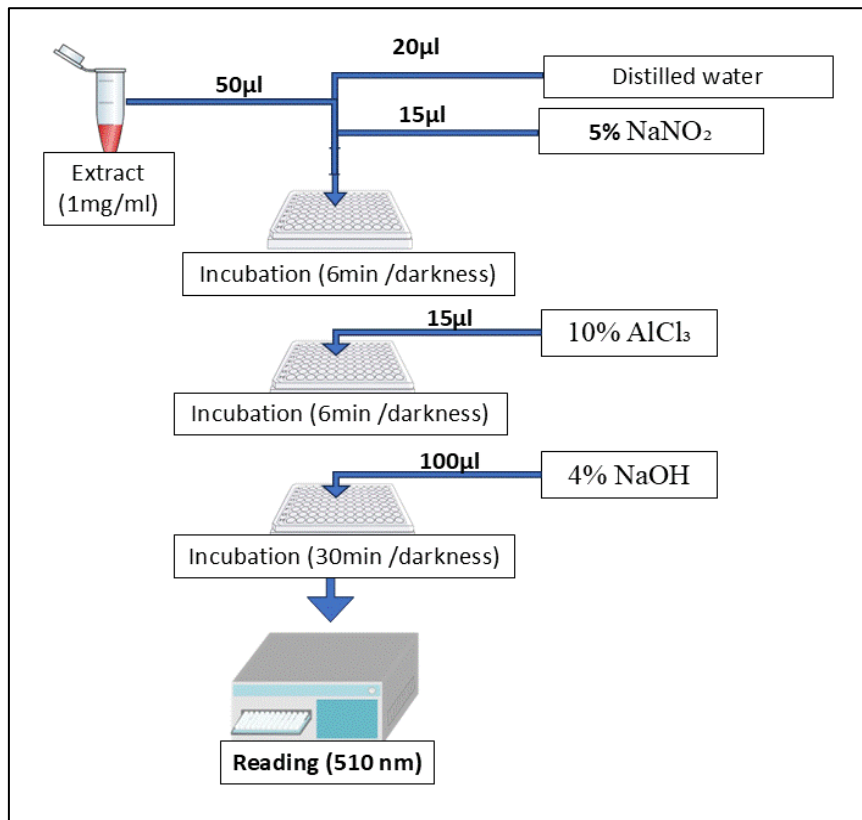 20µl
Distilled water
50µl
15µl
5% NaNO₂
Extract
(1mg/ml)
Incubation (6min /darkness)
15µl
10% AlCl₃
Incubation (6min /darkness)
100µl
4% NaOH
Incubation (30min /darkness)
Reading (510 nm)